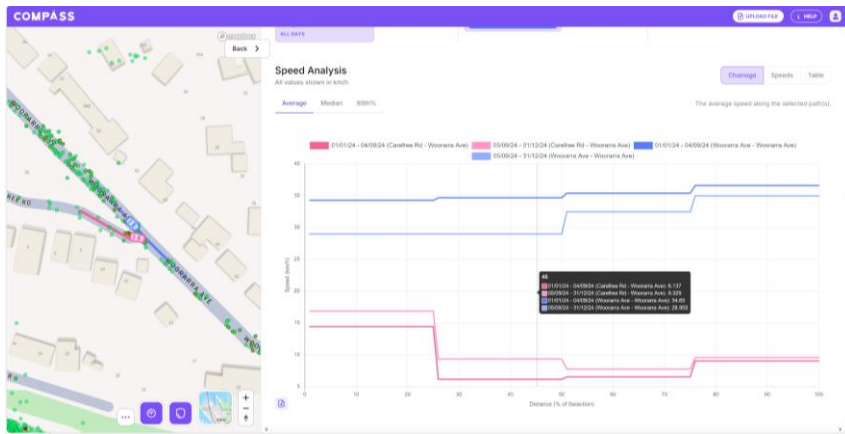 COMPASS
UPLOAD FILE
HELP
Back
ALL DAYS
Speed Analysis
All values shown in km/h.
Chainage Speeds Table
Average Median 85th%
The average speed along the selected path(s).
01/01/24 - 04/09/24 (Carefree Rd - Woorarra Ave) 05/09/24 - 31/12/24 (Carefree Rd - Woorarra Ave) 01/01/24 - 04/09/24 (Woorarra Ave - Woorarra Ave)
05/09/24 - 31/12/24 (Woorarra Ave - Woorarra Ave)
Speed (km/h)
40
35
30
25
20
15
10
5
46
01/01/24 - 04/09/24 (Carefree Rd - Woorarra Ave): 6.137
05/09/24 - 31/12/24 (Carefree Rd - Woorarra Ave): 9.329
01/01/24 - 04/09/24 (Woorarra Ave - Woorarra Ave): 34.65
05/09/24 - 31/12/24 (Woorarra Ave - Woorarra Ave): 28.955
0 10 20 30 40 50 60 70 80 90 100
Distance (% of Selection)
WOORARRA AVE